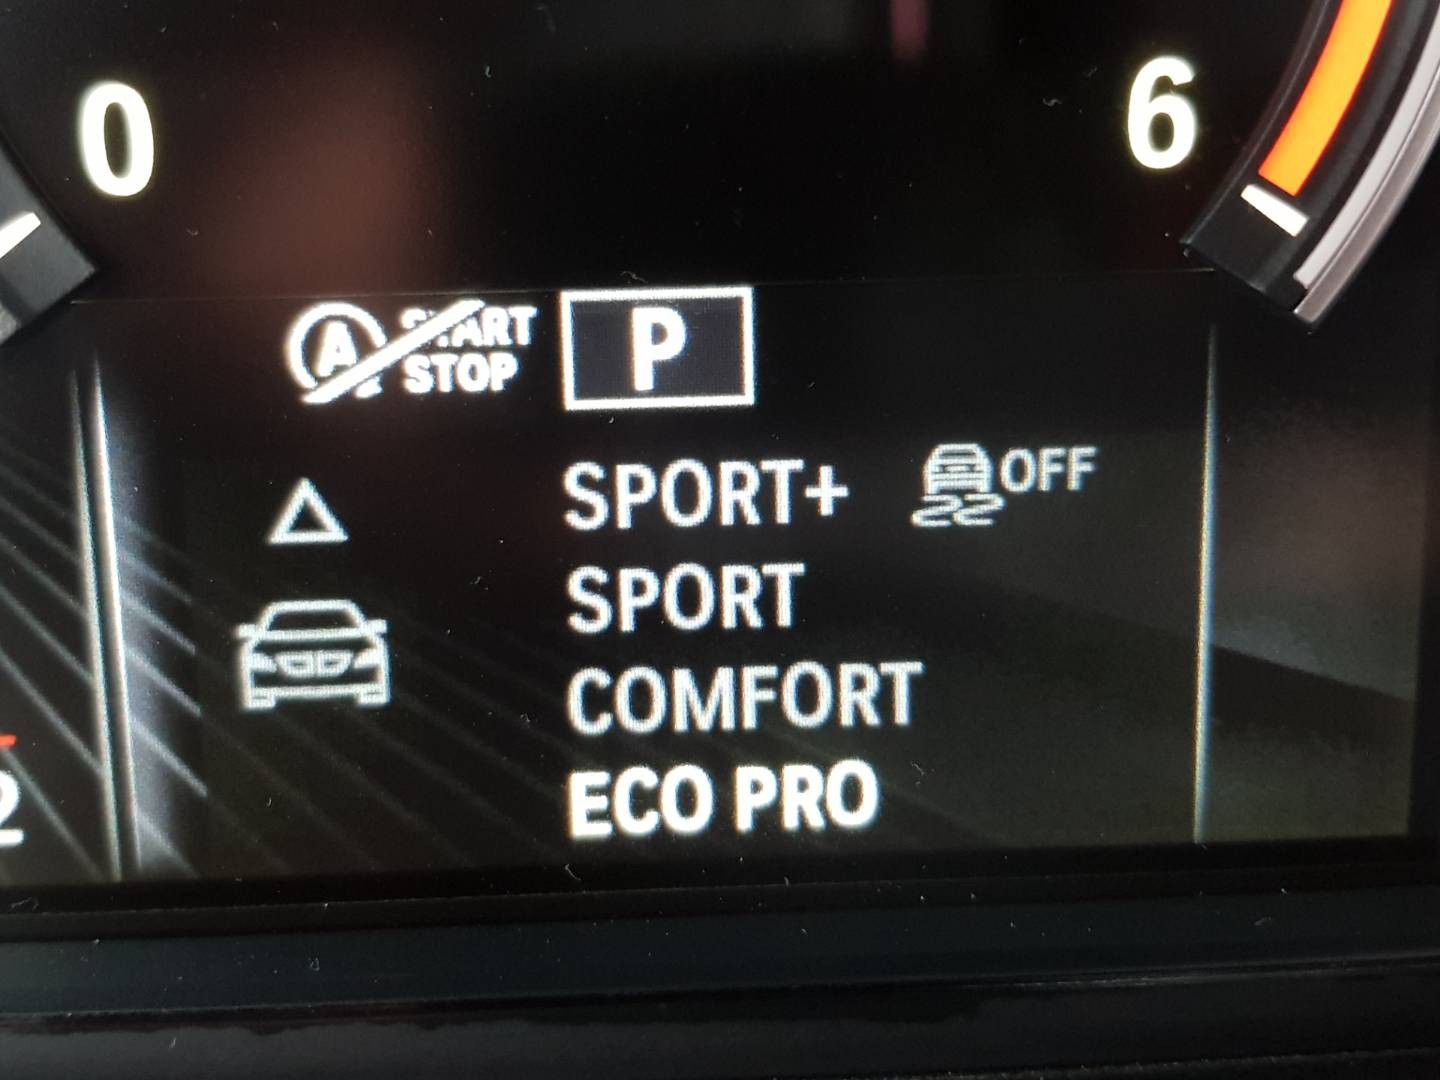 0
6
A START STOP
P
SPORT+ OFF
SPORT
COMFORT
ECO PRO
2